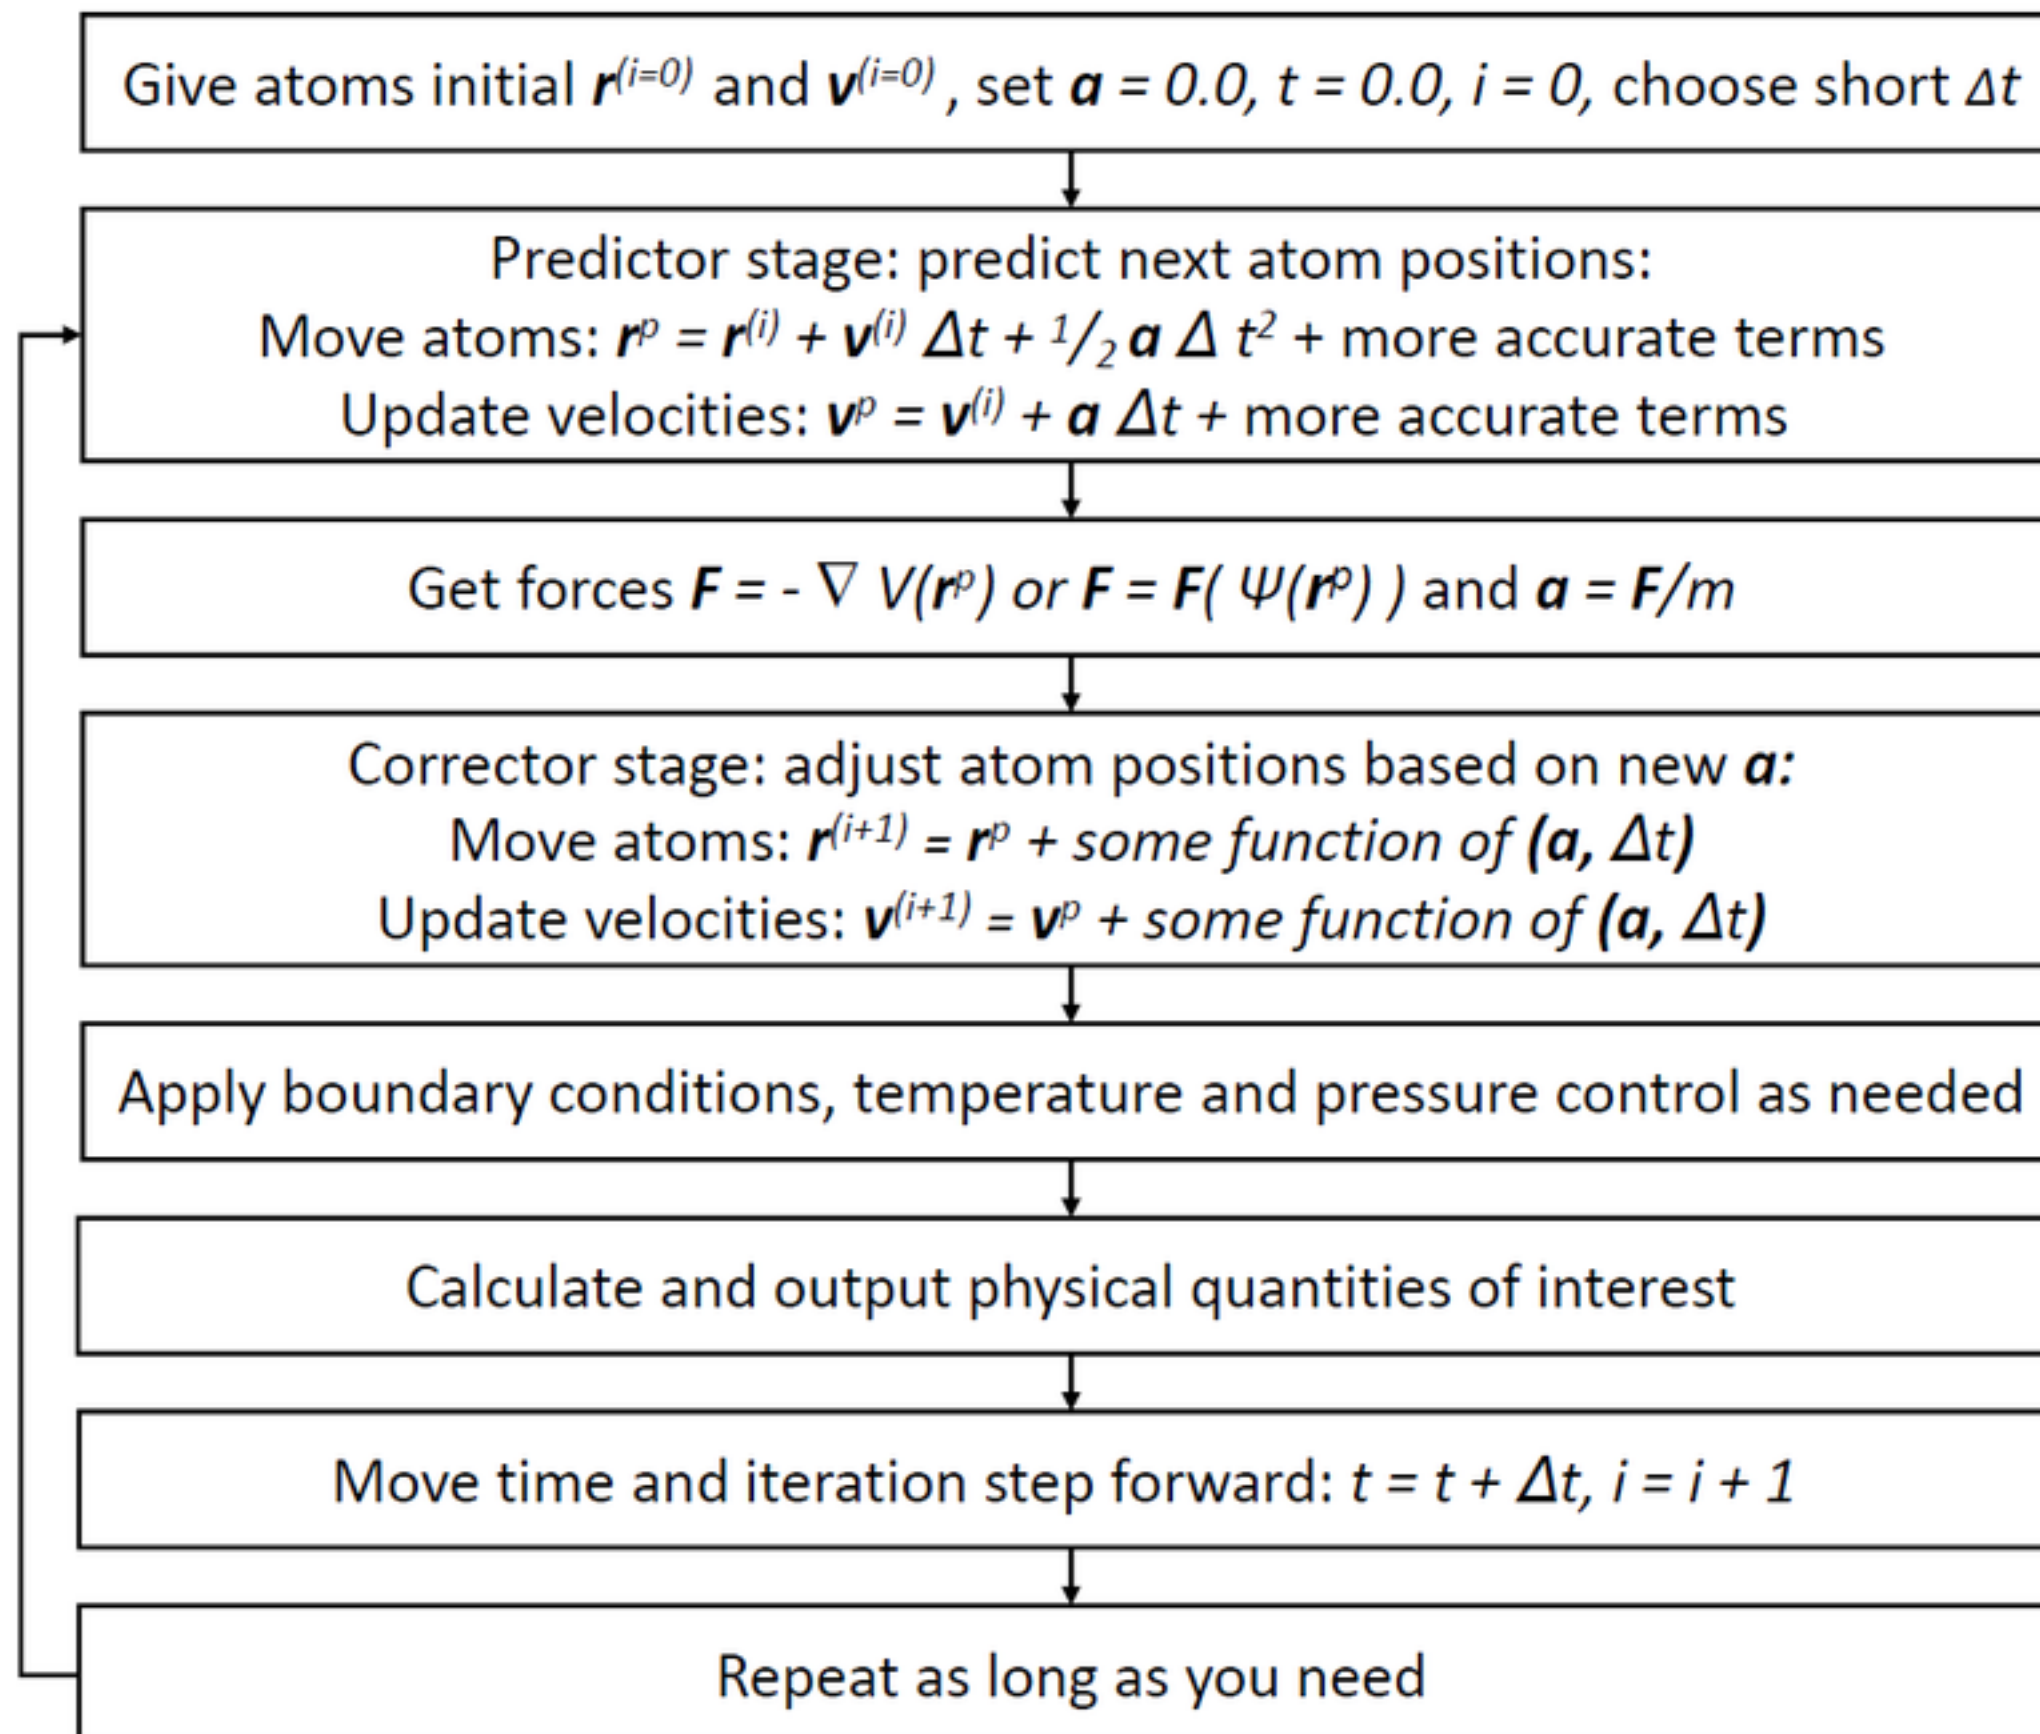 Give atoms initial r⁽ⁱ⁼⁰⁾ and v⁽ⁱ⁼⁰⁾ , set a = 0.0, t = 0.0, i = 0, choose short Δt
Predictor stage: predict next atom positions:
Move atoms: rᵖ = r⁽ⁱ⁾ + v⁽ⁱ⁾ Δt + ¹/₂ a Δ t² + more accurate terms
Update velocities: vᵖ = v⁽ⁱ⁾ + a Δt + more accurate terms
Get forces F = - ∇ V(rᵖ) or F = F( Ψ(rᵖ) ) and a = F/m
Corrector stage: adjust atom positions based on new a:
Move atoms: r⁽ⁱ⁺¹⁾ = rᵖ + some function of (a, Δt)
Update velocities: v⁽ⁱ⁺¹⁾ = vᵖ + some function of (a, Δt)
Apply boundary conditions, temperature and pressure control as needed
Calculate and output physical quantities of interest
Move time and iteration step forward: t = t + Δt, i = i + 1
Repeat as long as you need